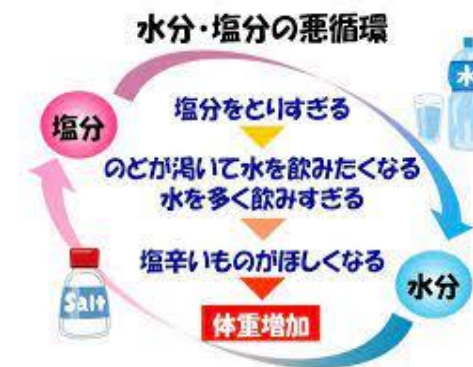 水分・塩分の悪循環
塩分
塩分をとりすぎる
のどが渇いて水を飲みたくなる
水を多く飲みすぎる
塩辛いものがほしくなる
体重増加
水分
Salt
水